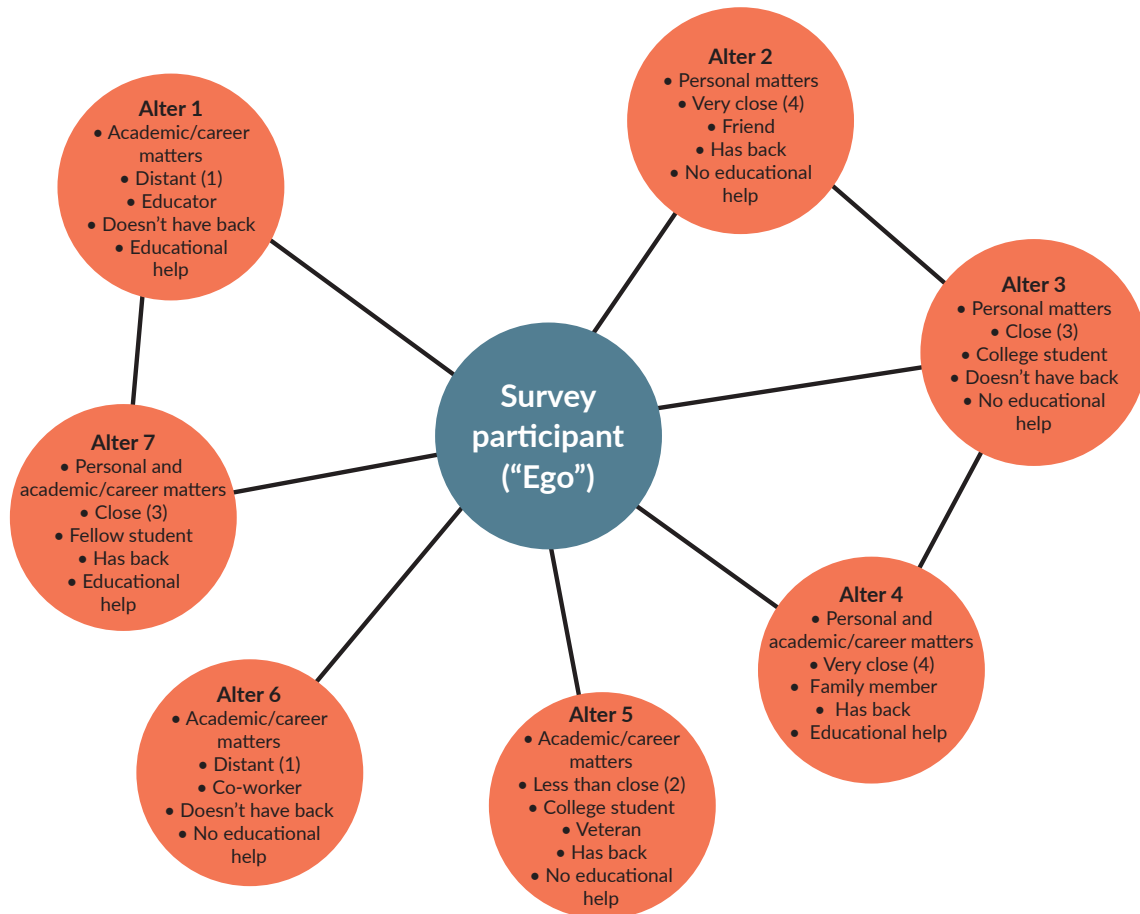 Alter 1
• Academic/career
matters
• Distant (1)
• Educator
• Doesn't have back
• Educational
help
Alter 2
• Personal matters
• Very close (4)
• Friend
• Has back
• No educational
help
Alter 3
• Personal matters
• Close (3)
• College student
• Doesn't have back
• No educational
help
Survey
participant
(“Ego”)
Alter 7
• Personal and
academic/career matters
• Close (3)
• Fellow student
• Has back
• Educational
help
Alter 4
• Personal and
academic/career matters
• Very close (4)
• Family member
• Has back
• Educational help
Alter 6
• Academic/career
matters
• Distant (1)
• Co-worker
• Doesn't have back
• No educational
help
Alter 5
• Academic/career
matters
• Less than close (2)
• College student
• Veteran
• Has back
• No educational
help